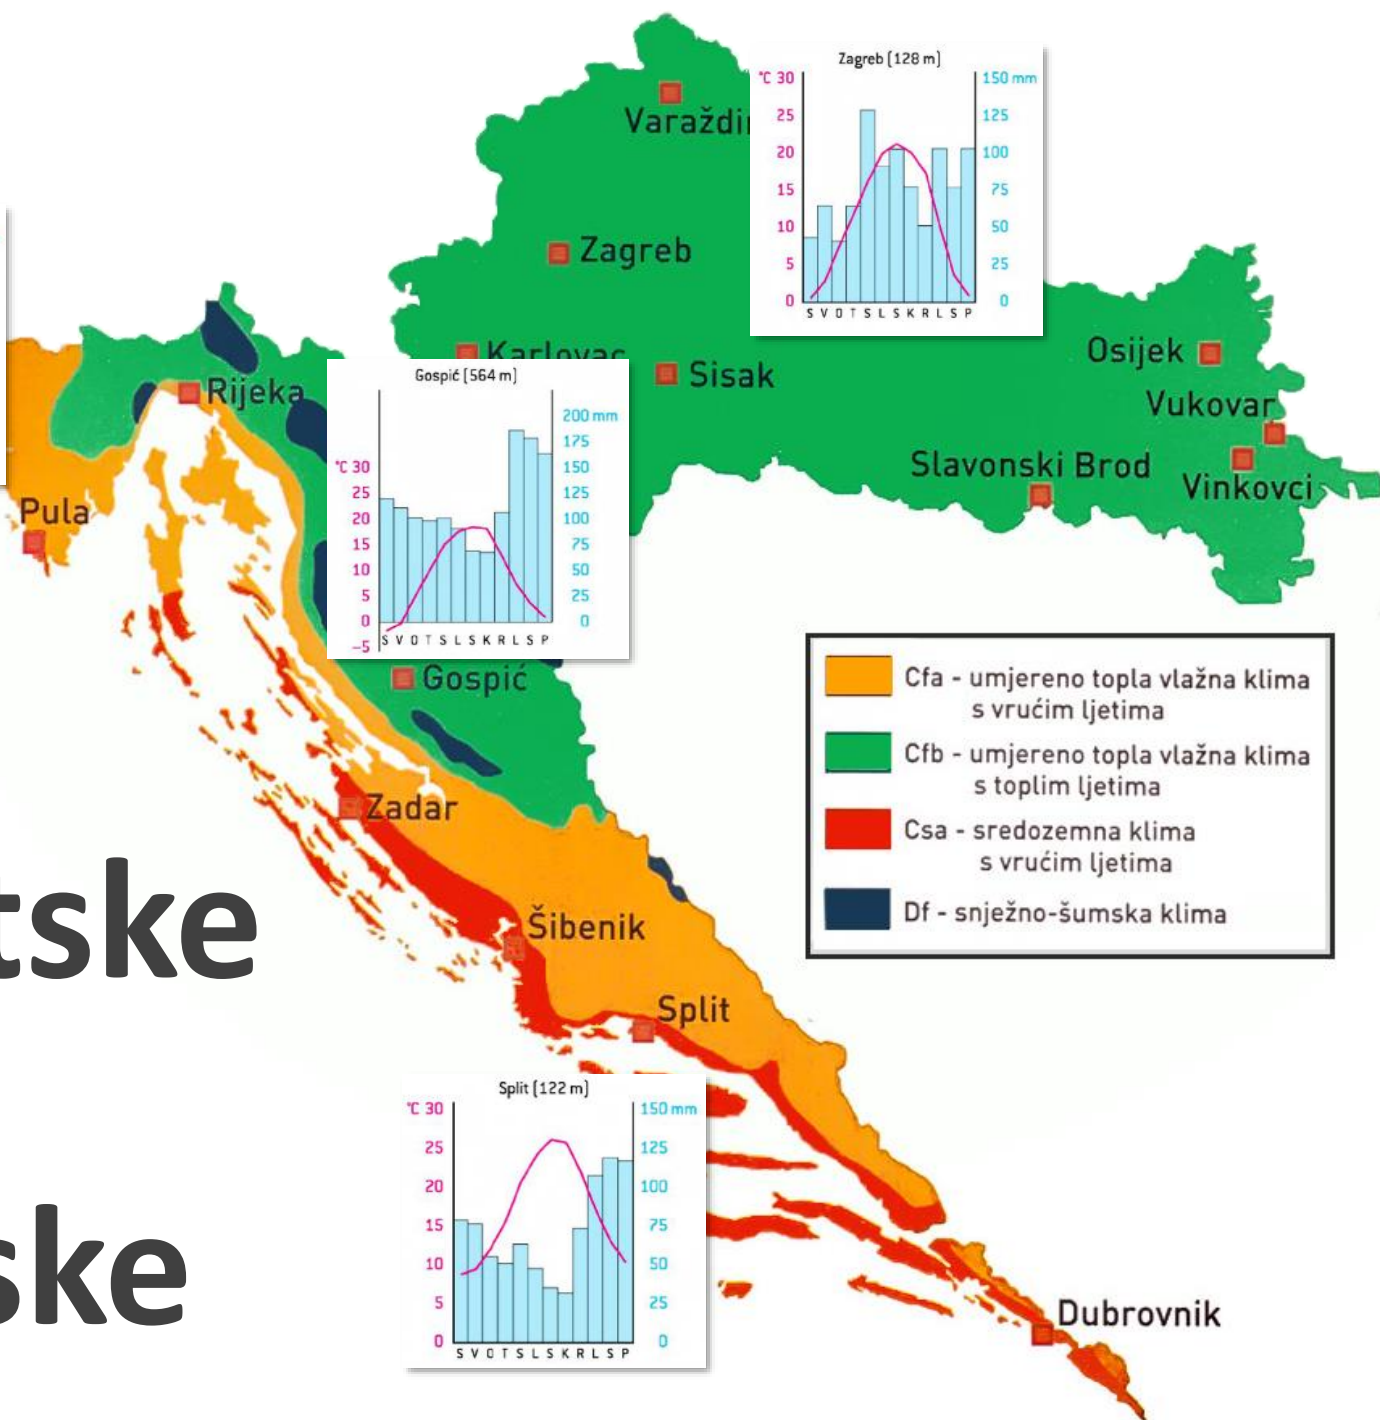 Zagreb (128 m)
°C 30
25
20
15
10
5
0
150 mm
125
100
75
50
25
0
S V O T S L S K R L S P
Varaždi
Zagreb
Karlovac
Sisak
Osijek
Vukovar
Vinkovci
Slavonski Brod
Rijeka
Pula
Gospić (564 m)
°C 30
25
20
15
10
5
0
–5
200 mm
175
150
125
100
75
50
25
0
S V O T S L S K R L S P
Gospić
Cfa - umjereno topla vlažna klima
s vrućim ljetima
Cfb - umjereno topla vlažna klima
s toplim ljetima
Csa - sredozemna klima
s vrućim ljetima
Df - snježno-šumska klima
Zadar
tske
Šibenik
Split
Split (122 m)
°C 30
25
20
15
10
5
0
150 mm
125
100
75
50
25
0
S V O T S L S K R L S P
ske
Dubrovnik